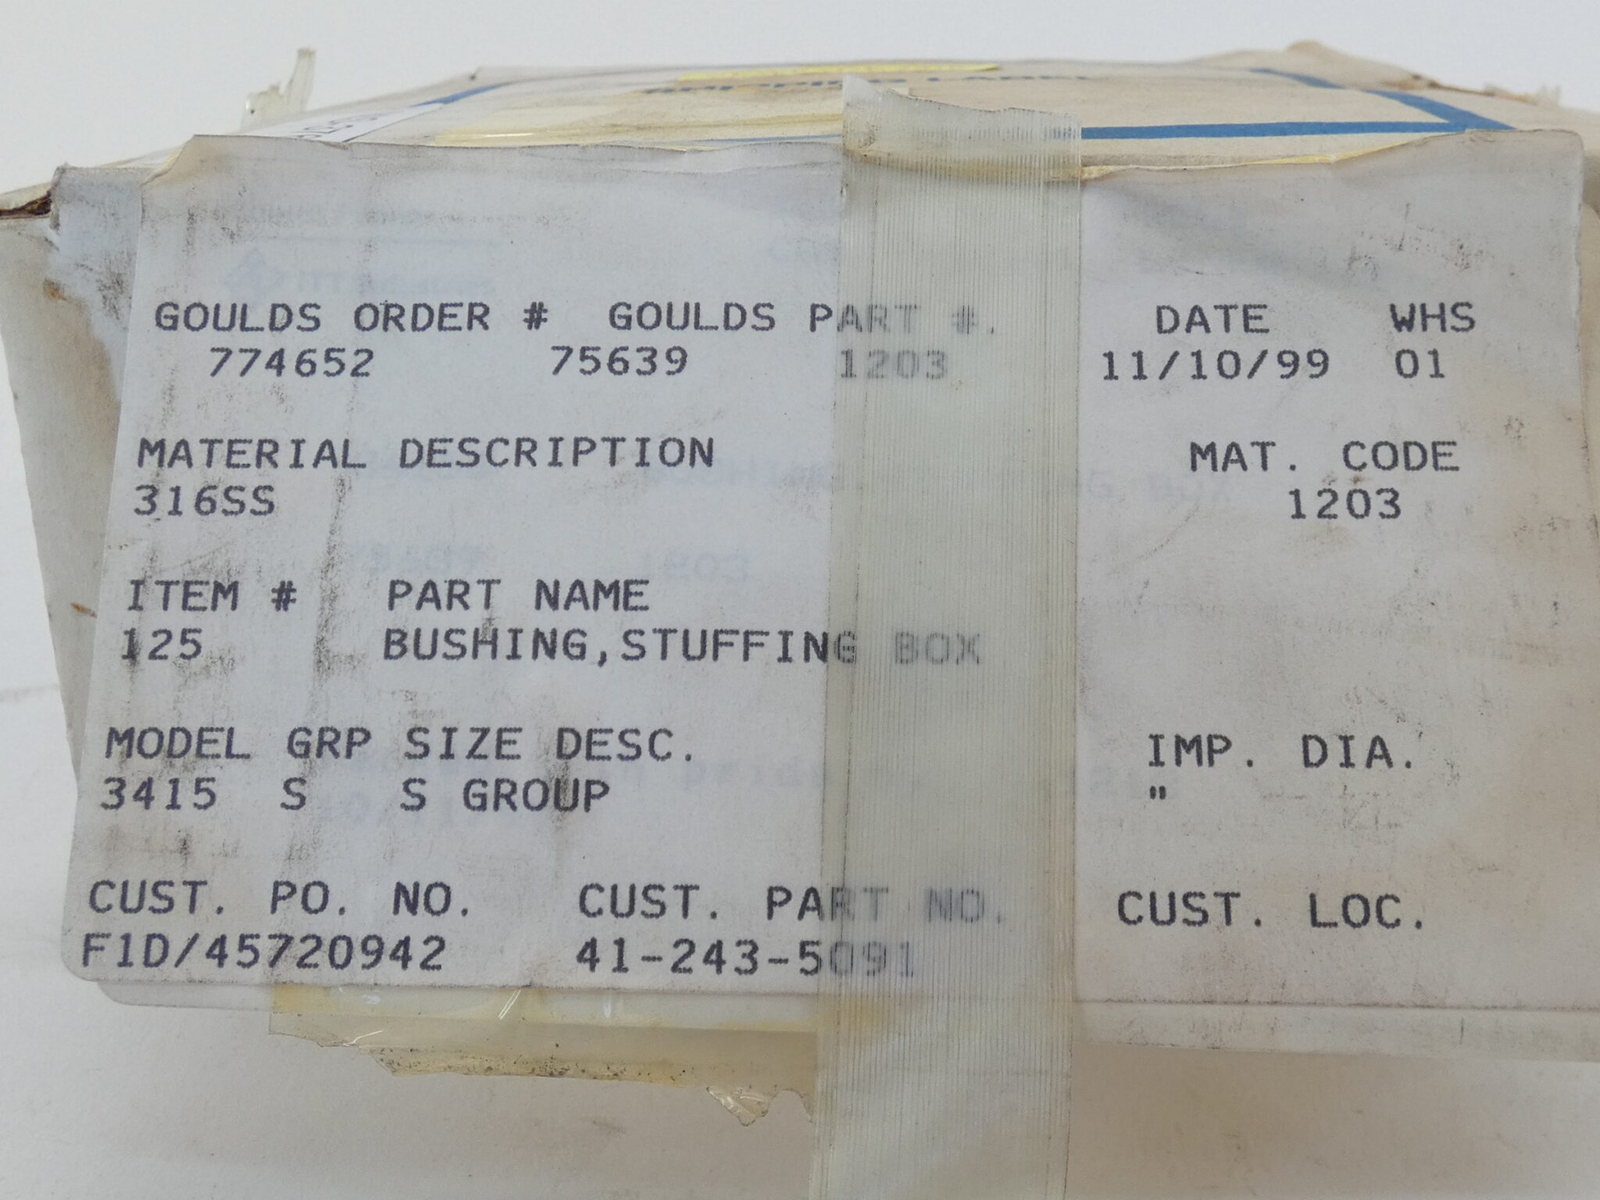 SHIPPING LABEL
GOULDS ORDER # GOULDS PART #. DATE WHS
774652 75639 1203 11/10/99 01
MATERIAL DESCRIPTION MAT. CODE
316SS 1203
ITEM # PART NAME
125 BUSHING,STUFFING BOX
MODEL GRP SIZE DESC. IMP. DIA.
3415 S S GROUP "
CUST. PO. NO. CUST. PART NO. CUST. LOC.
F1D/45720942 41-243-5091